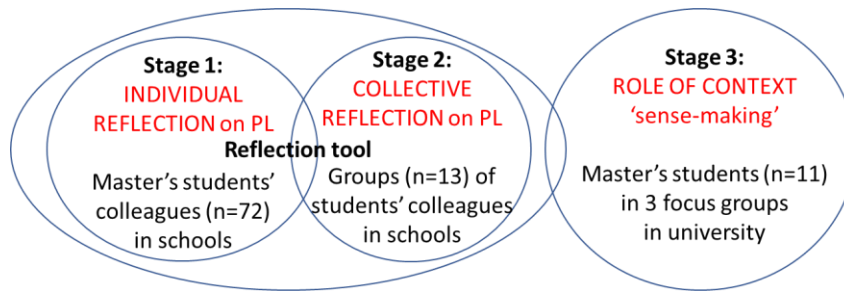 Stage 1:
INDIVIDUAL
REFLECTION on PL
Master's students'
colleagues (n=72)
in schools
Stage 2:
COLLECTIVE
REFLECTION on PL
Reflection tool
Groups (n=13) of
students' colleagues
in schools
Stage 3:
ROLE OF CONTEXT
'sense-making'
Master's students (n=11)
in 3 focus groups
in university